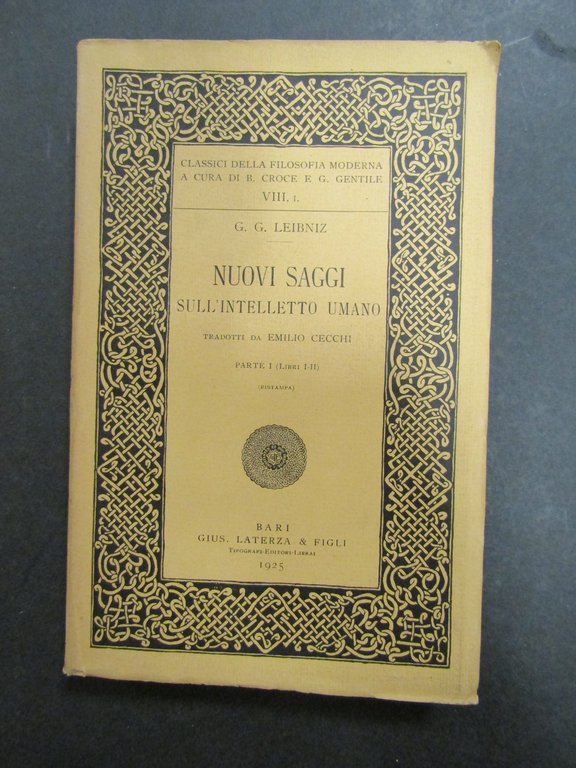 CLASSICI DELLA FILOSOFIA MODERNA
A CURA DI B. CROCE E G. GENTILE
VIII. I.
G. G. LEIBNIZ
NUOVI SAGGI
SULL'INTELLETTO UMANO
TRADOTTI DA EMILIO CECCHI
PARTE I (LIBRI I-II)
(RISTAMPA)
BARI
GIUS. LATERZA & FIGLI
TIPOGRAFI-EDITORI-LIBRAI
1925